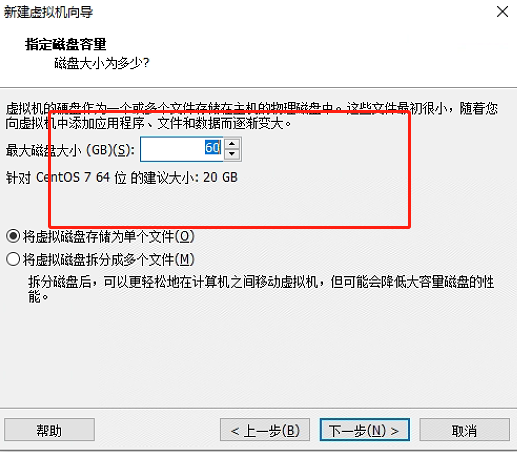 新建虚拟机向导
指定磁盘容量
磁盘大小为多少?
虚拟机的硬盘作为一个或多个文件存储在主机的物理磁盘中。这些文件最初很小，随着您
向虚拟机中添加应用程序、文件和数据而逐渐变大。
最大磁盘大小 (GB)(S): 60
针对 CentOS 7 64 位 的建议大小: 20 GB
将虚拟磁盘存储为单个文件(O)
将虚拟磁盘拆分成多个文件(M)
拆分磁盘后，可以更轻松地在计算机之间移动虚拟机，但可能会降低大容量磁盘的性
能。
帮助 < 上一步(B) 下一步(N) > 取消